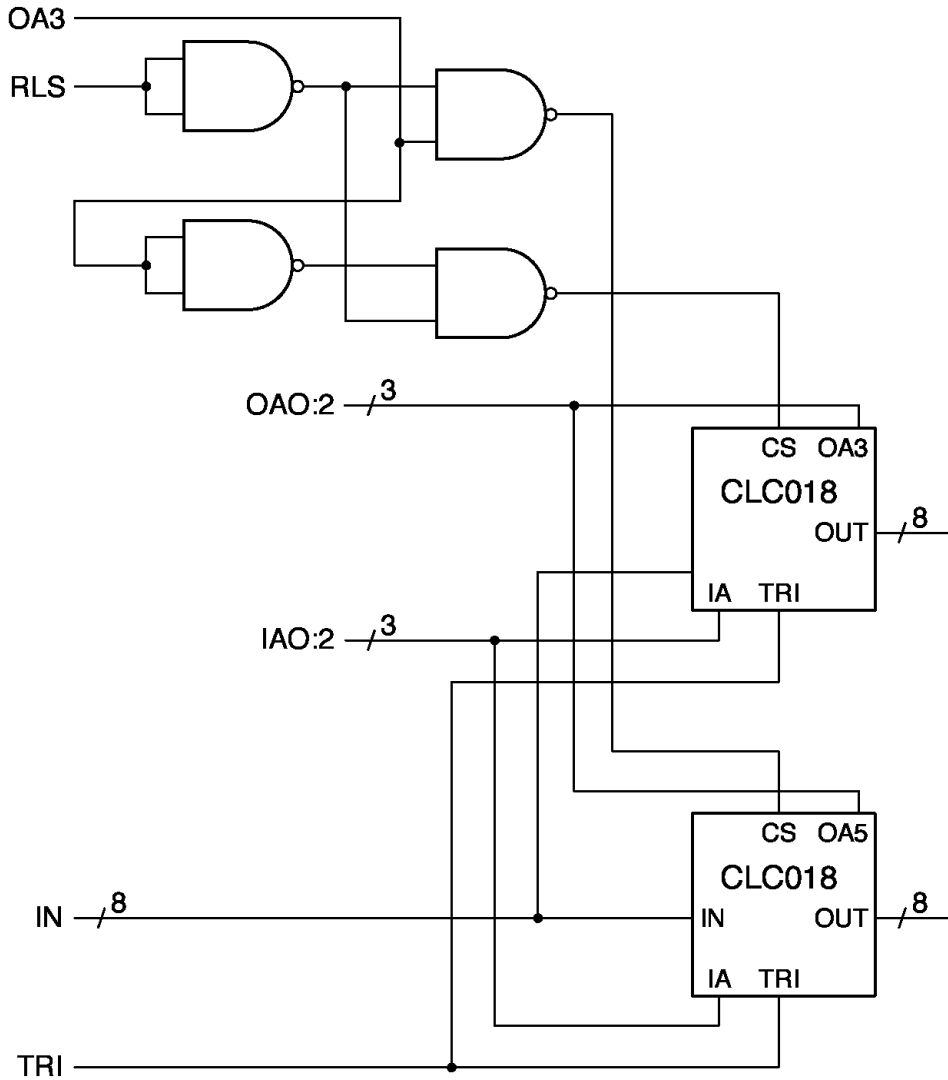 OA3
RLS
OAO:2
3
CS OA3
CLC018
OUT
8
IA TRI
IAO:2
3
CS OA5
CLC018
IN
8
IN
OUT
8
IA TRI
TRI